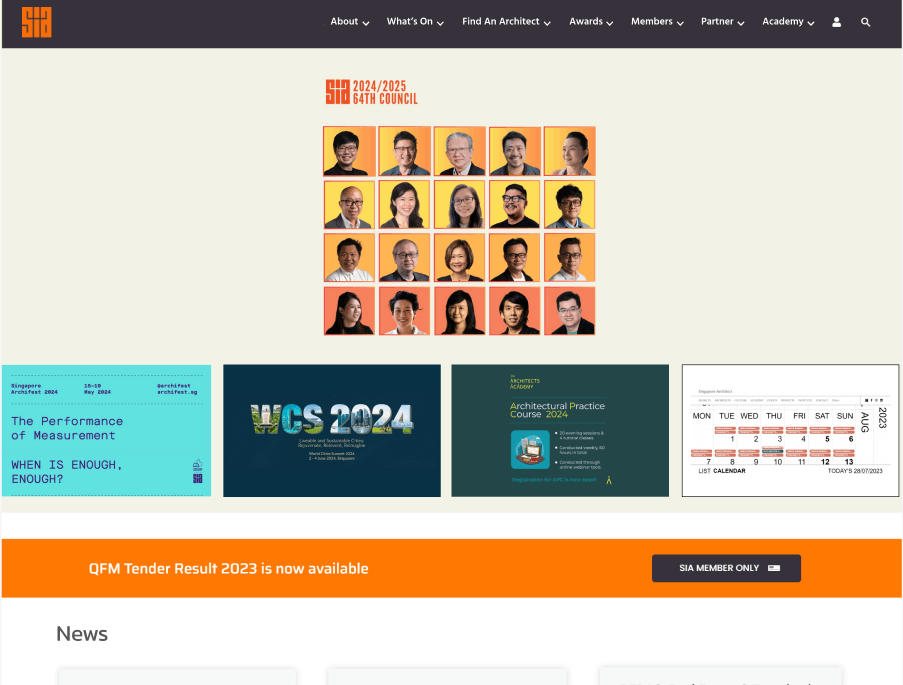 sia
About
What's On
Find An Architect
Awards
Members
Partner
Academy
sia 2024/2025
64TH COUNCIL
Singapore
Archifest 2024
15–19
May 2024
@archifest
archifest.sg
The Performance
of Measurement
WHEN IS ENOUGH,
ENOUGH?
WCS 2024
Liveable and Sustainable Cities:
Rejuvenate, Reinvent, Reimagine
World Cities Summit 2024
2 - 4 June 2024, Singapore
THE
ARCHITECTS
ACADEMY
Architectural Practice
Course 2024
20 evening sessions &
4 tutorial classes
Conducted weekly, 60
hours in total
Conducted through
online webinar tools
Registration for APC is now open!
Singapore Architect
MON TUE WED THU FRI SAT SUN
AUG 2023
1 2 3 4 5 6
7 8 9 10 11 12 13
LIST CALENDAR
TODAY'S 28/07/2023
QFM Tender Result 2023 is now available
SIA MEMBER ONLY
News